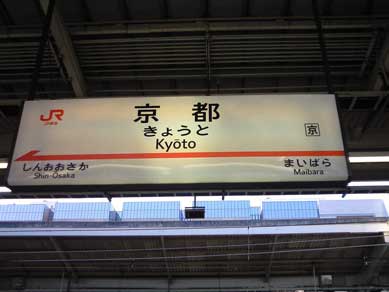 JR
京都
きょうと
Kyōto
京
しんおおさか
Shin-Osaka
まいばら
Maibara